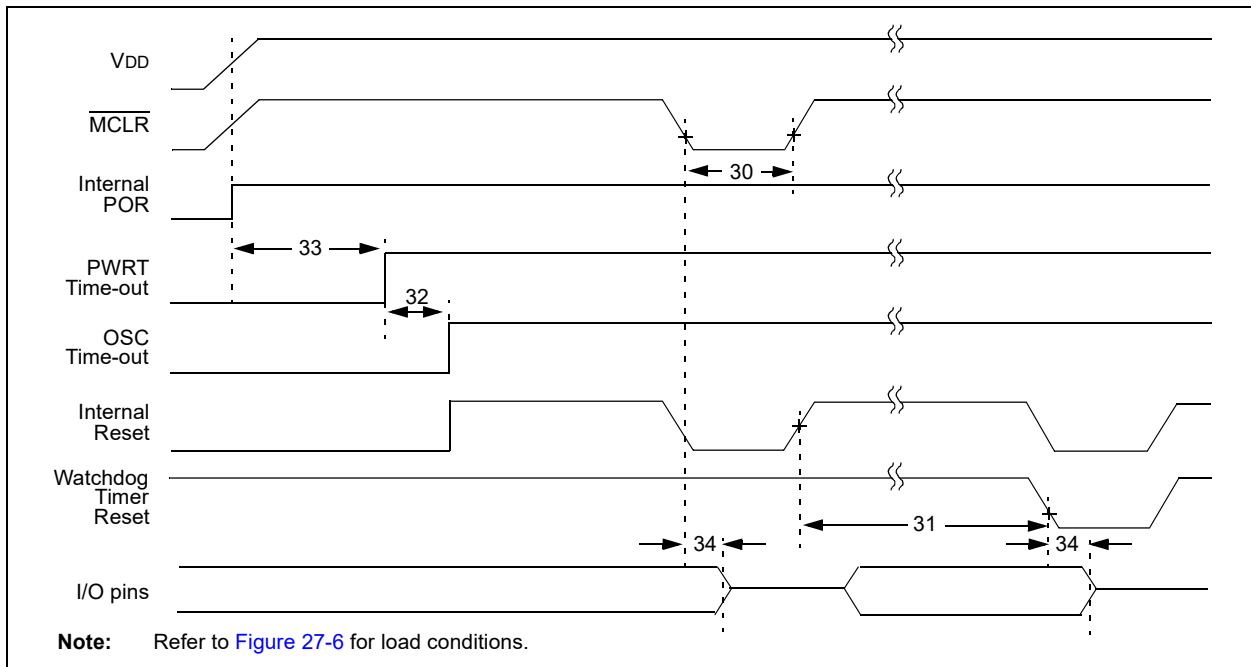 VDD
MCLR
30
Internal
POR
33
PWRT
Time-out
32
OSC
Time-out
Internal
Reset
Watchdog
Timer
Reset
31
34
34
I/O pins
Note: Refer to Figure 27-6 for load conditions.